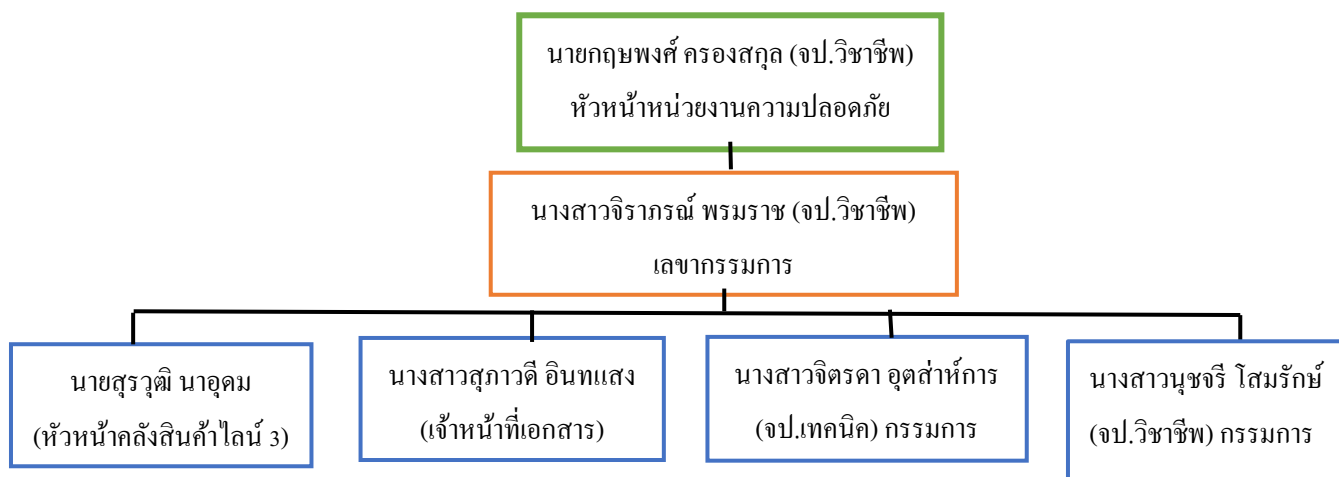 นายกฤษพงศ์ ครองสกุล (จป.วิชาชีพ)
หัวหน้าหน่วยงานความปลอดภัย
นางสาวจิราภรณ์ พรมราช (จป.วิชาชีพ)
เลขากรรมการ
นายสุรวุฒิ นาอุดม
(หัวหน้าคลังสินค้าไลน์ 3)
นางสาวสุภาวดี อินทแสง
(เจ้าหน้าที่เอกสาร)
นางสาวจิตรดา อุตส่าห์การ
(จป.เทคนิค) กรรมการ
นางสาวนุชจรี โสมรักษ์
(จป.วิชาชีพ) กรรมการ